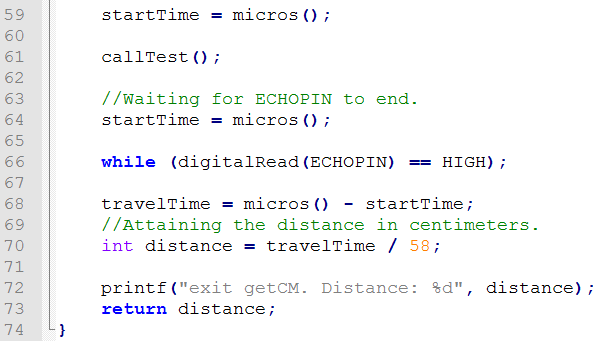 59 startTime = micros();
60
61 callTest();
62
63 //Waiting for ECHOPIN to end.
64 startTime = micros();
65
66 while (digitalRead(ECHOPIN) == HIGH);
67
68 travelTime = micros() - startTime;
69 //Attaining the distance in centimeters.
70 int distance = travelTime / 58;
71
72 printf("exit getCM. Distance: %d", distance);
73 return distance;
74 }